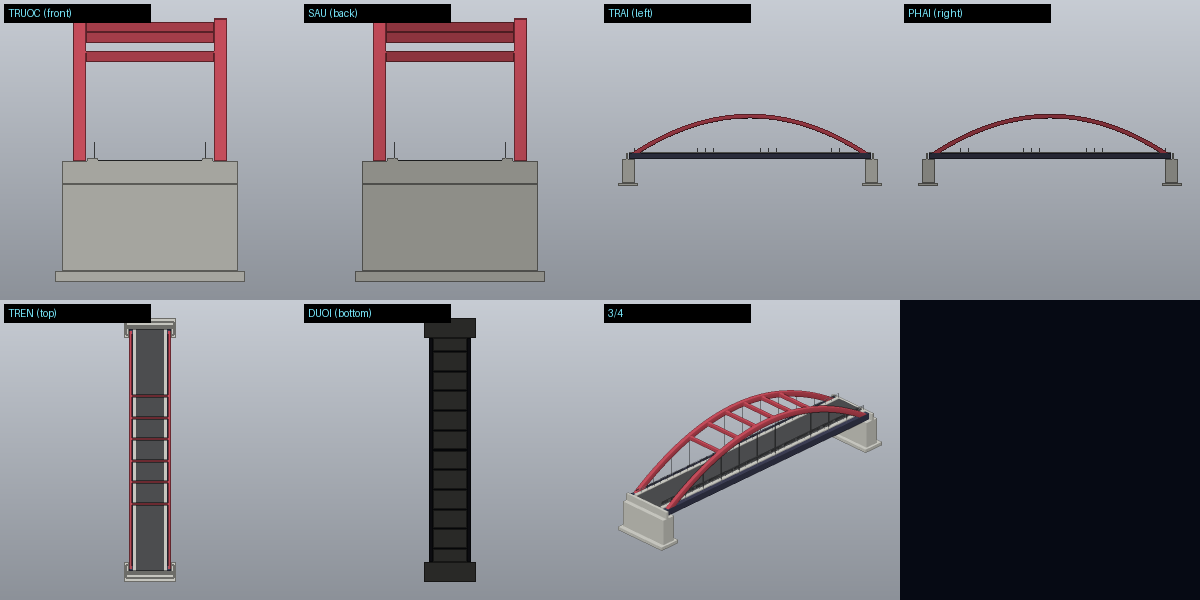 TRUOC (front)
SAU (back)
TRAI (left)
PHAI (right)
TREN (top)
DUOI (bottom)
3/4